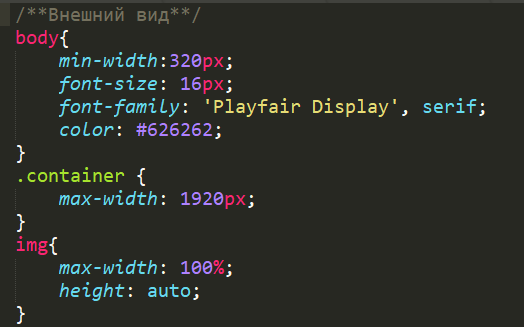 /**Внешний вид**/
body{
    min-width:320px;
    font-size: 16px;
    font-family: 'Playfair Display', serif;
    color: #626262;
}
.container {
    max-width: 1920px;
}
img{
    max-width: 100%;
    height: auto;
}